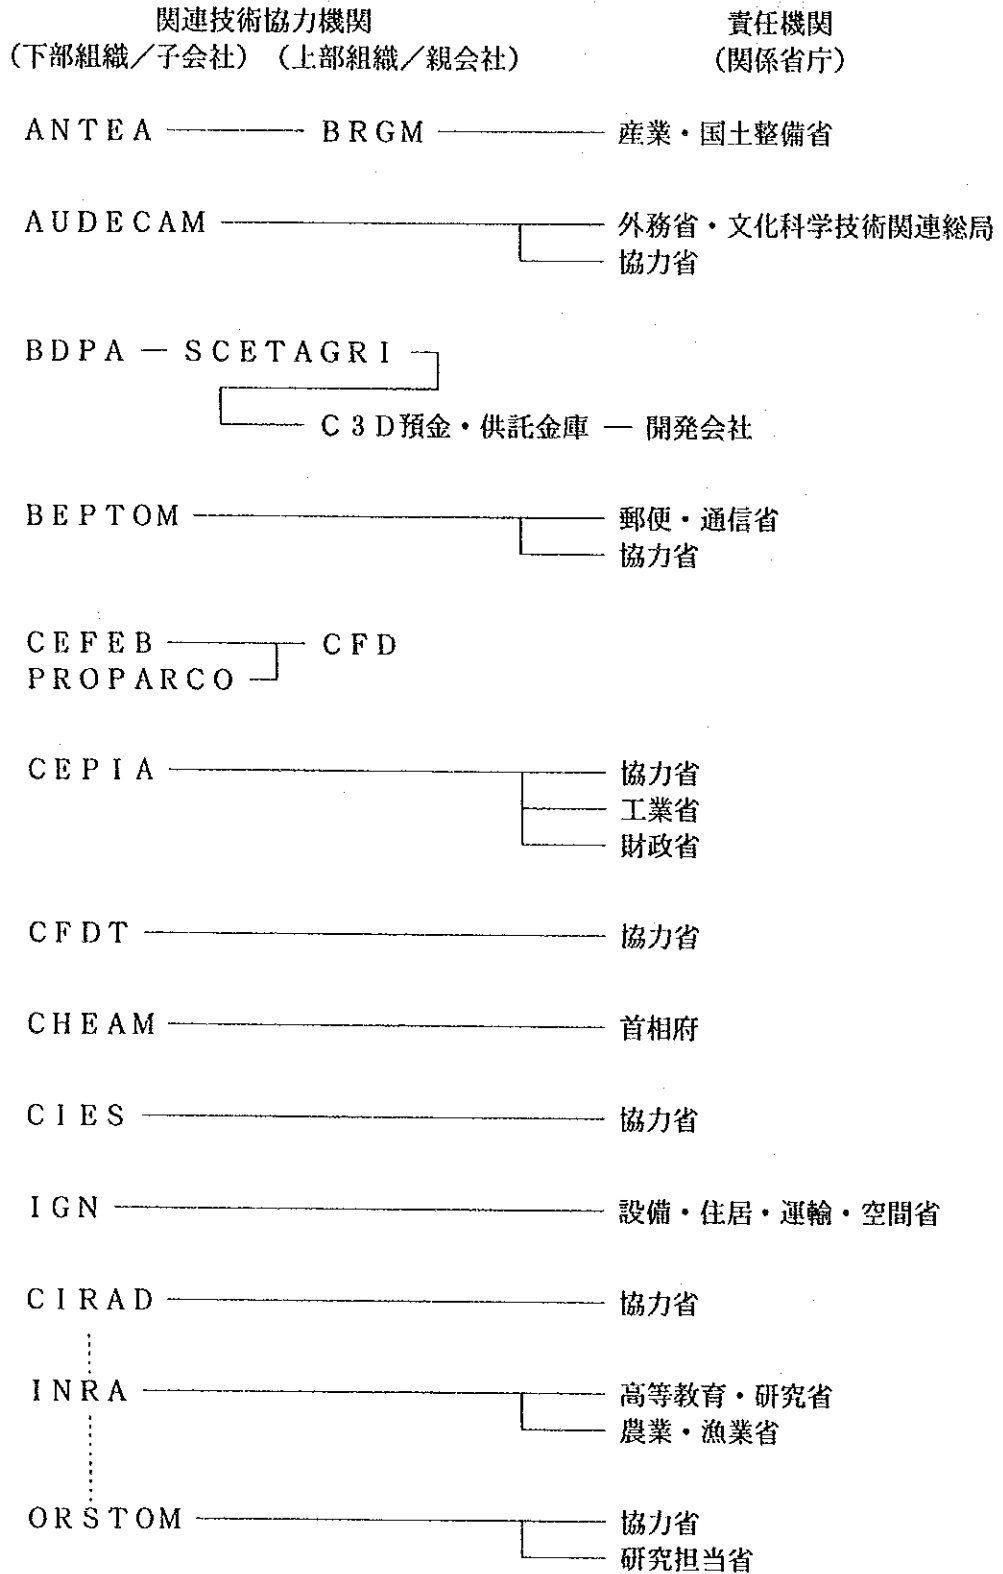 関連技術協力機関 責任機関
(下部組織/子会社) (上部組織/親会社) (関係省庁)
ANTEA BRGM 産業・国土整備省
AUDECAM 外務省・文化科学技術関連総局
協力省
BDPA ― SCETAGRI
C3D預金・供託金庫 ― 開発会社
BEPTOM 郵便・通信省
協力省
CEFEB CFD
PROPARCO
CEPIA 協力省
工業省
財政省
CFDT 協力省
CHEAM 首相府
CIES 協力省
IGN 設備・住居・運輸・空間省
CIRAD 協力省
INRA 高等教育・研究省
農業・漁業省
ORSTOM 協力省
研究担当省